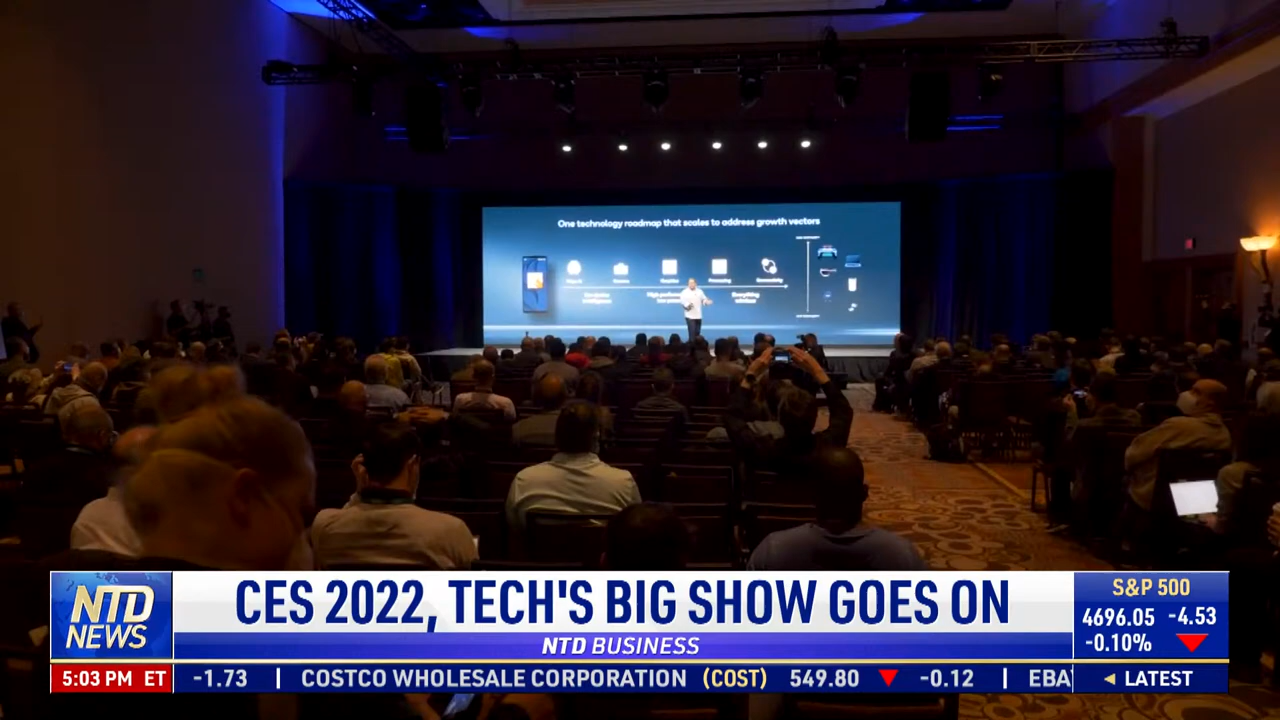 One technology roadmap that scales to address growth vectors
CES 2022, TECH'S BIG SHOW GOES ON
NTD BUSINESS
NTD
NEWS
S&P 500
4696.05 -4.53
-0.10%
5:03 PM ET
-1.73 | COSTCO WHOLESALE CORPORATION (COST) 549.80 ▼ -0.12 | EBA
◄ LATEST